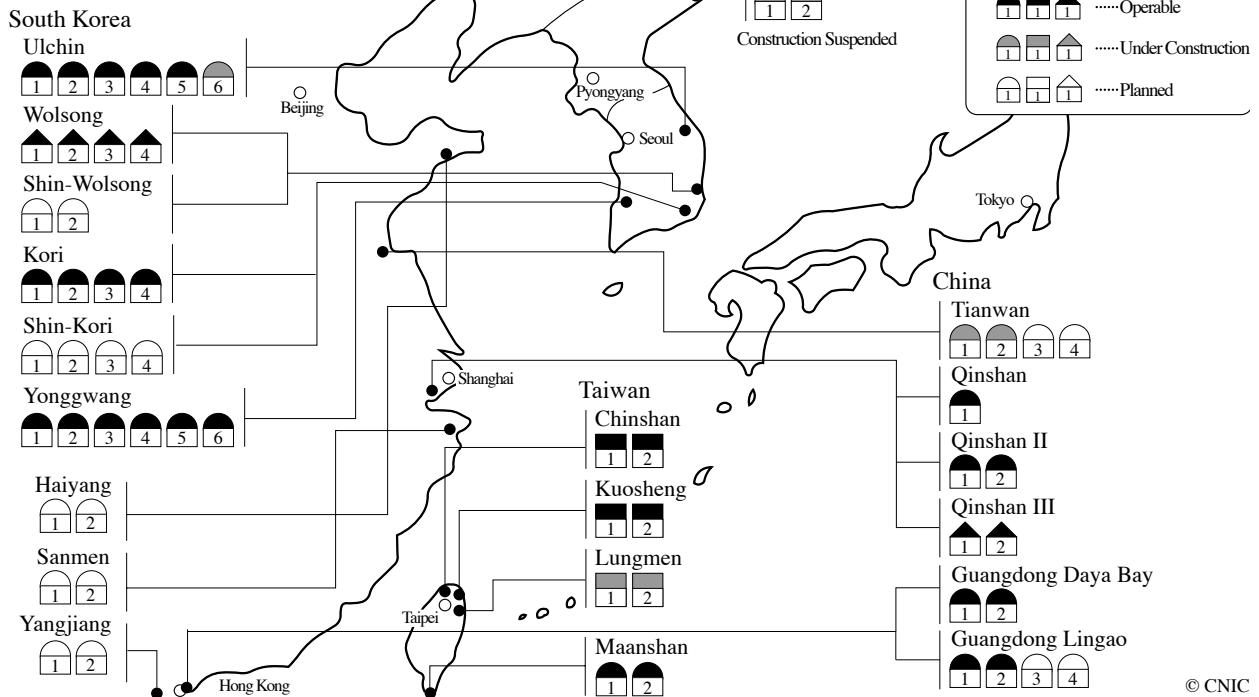 South Korea
Ulchin
1 2 3 4 5 6
Wolsong
1 2 3 4
Shin-Wolsong
1 2
Kori
1 2 3 4
Shin-Kori
1 2 3 4
Yonggwang
1 2 3 4 5 6
Haiyang
1 2
Sanmen
1 2
Yangjiang
1 2
Beijing
Pyongyang
Seoul
Shanghai
Taipei
Hong Kong
Tokyo
1 2
Construction Suspended
1 1 1 ······Operable
1 1 1 ······Under Construction
1 1 1 ······Planned
Taiwan
Chinshan
1 2
Kuosheng
1 2
Lungmen
1 2
Maanshan
1 2
China
Tianwan
1 2 3 4
Qinshan
1
Qinshan II
1 2
Qinshan III
1 2
Guangdong Daya Bay
1 2
Guangdong Lingao
1 2 3 4
© CNIC